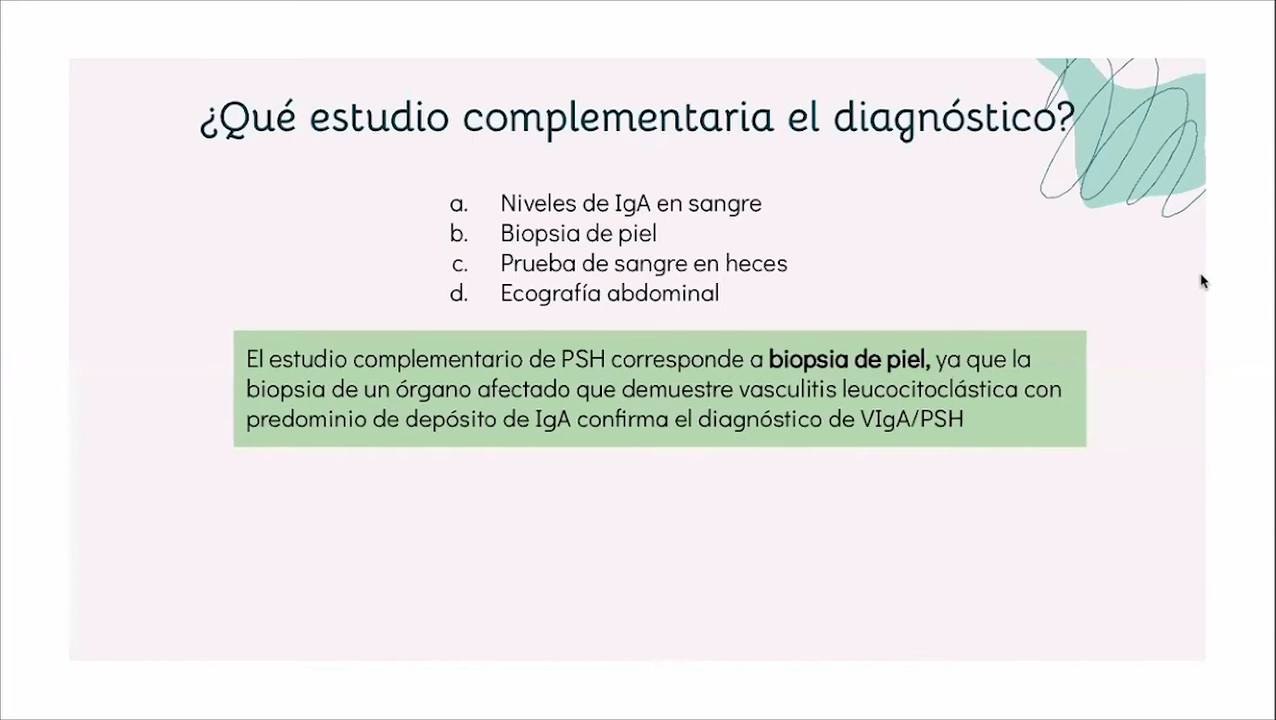 ¿Qué estudio complementaria el diagnóstico?
a. Niveles de IgA en sangre
b. Biopsia de piel
c. Prueba de sangre en heces
d. Ecografía abdominal
El estudio complementario de PSH corresponde a biopsia de piel, ya que la
biopsia de un órgano afectado que demuestre vasculitis leucocitoclástica con
predominio de depósito de IgA confirma el diagnóstico de VIgA/PSH